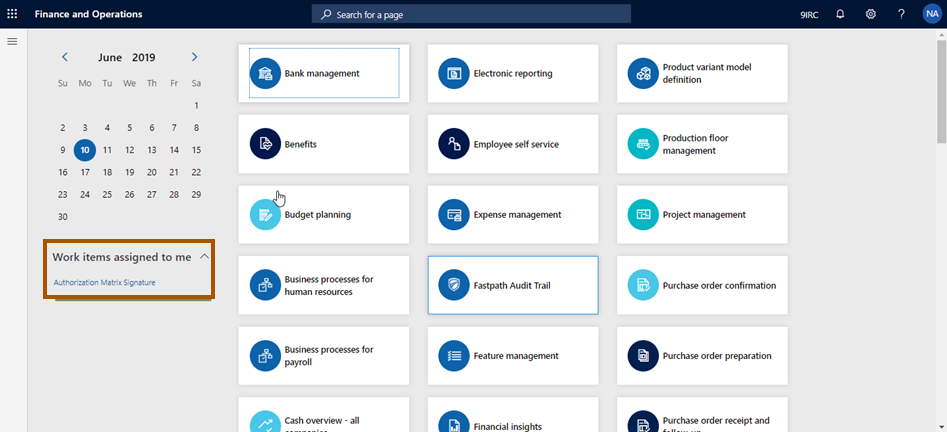 Finance and Operations
Search for a page
9IRC
?
NA
June 2019
Su Mo Tu We Th Fr Sa
1
2 3 4 5 6 7 8
9 10 11 12 13 14 15
16 17 18 19 20 21 22
23 24 25 26 27 28 29
30
Work items assigned to me
Authorization Matrix Signature
Bank management
Electronic reporting
Product variant model
definition
Benefits
Employee self service
Production floor
management
Budget planning
Expense management
Project management
Business processes for
human resources
Fastpath Audit Trail
Purchase order confirmation
Business processes for
payroll
Feature management
Purchase order preparation
Cash overview - all
companies
Financial insights
Purchase order receipt and
follow-up